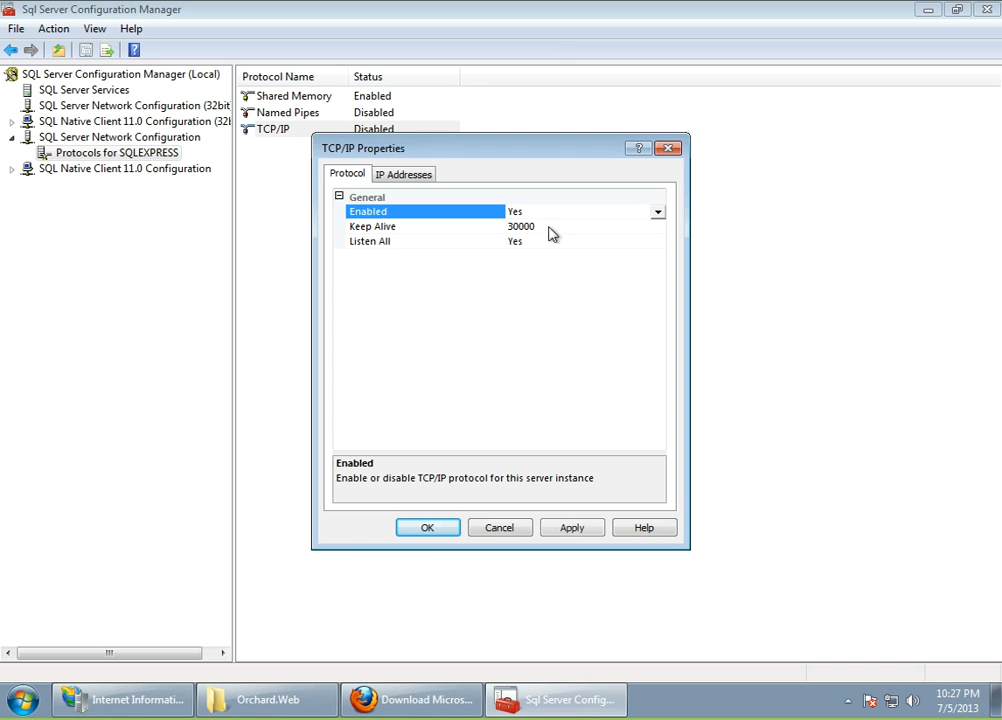 Sql Server Configuration Manager
File Action View Help
SQL Server Configuration Manager (Local)
SQL Server Services
SQL Server Network Configuration (32bit
SQL Native Client 11.0 Configuration (32l
SQL Server Network Configuration
Protocols for SQLEXPRESS
SQL Native Client 11.0 Configuration
Protocol Name Status
Shared Memory Enabled
Named Pipes Disabled
TCP/IP Disabled
TCP/IP Properties
?
Protocol IP Addresses
General
Enabled Yes
Keep Alive 30000
Listen All Yes
Enabled
Enable or disable TCP/IP protocol for this server instance
OK Cancel Apply Help
Internet Informati... Orchard.Web Download Micros... Sql Server Config...
10:27 PM
7/5/2013